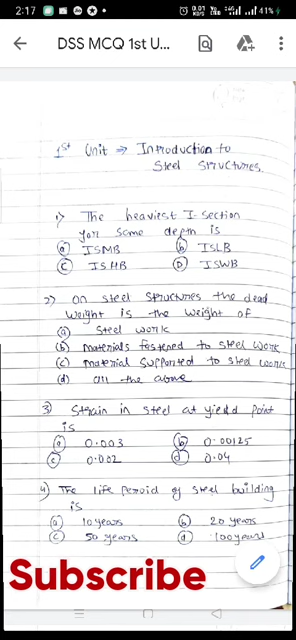 2:17
41%
DSS MCQ 1st U...
1st Unit ⇒ Introduction to
Steel Structures.
1) The heaviest I-section
for same depth is
(a) ISMB (b) ISLB
(c) ISHB (D) ISWB
2) On steel structures the dead
weight is the weight of
(a) Steel work
(b) materials fastened to steel work
(c) material supported to steel work
(d) all the above
3) Strain in steel at yield point
is
(a) 0.003 (b) 0.00125
(c) 0.002 (d) 0.04
4) The life peroid of steel building
is
(a) 10 years (b) 20 years
(c) 50 years (d) 100 years
Subscribe